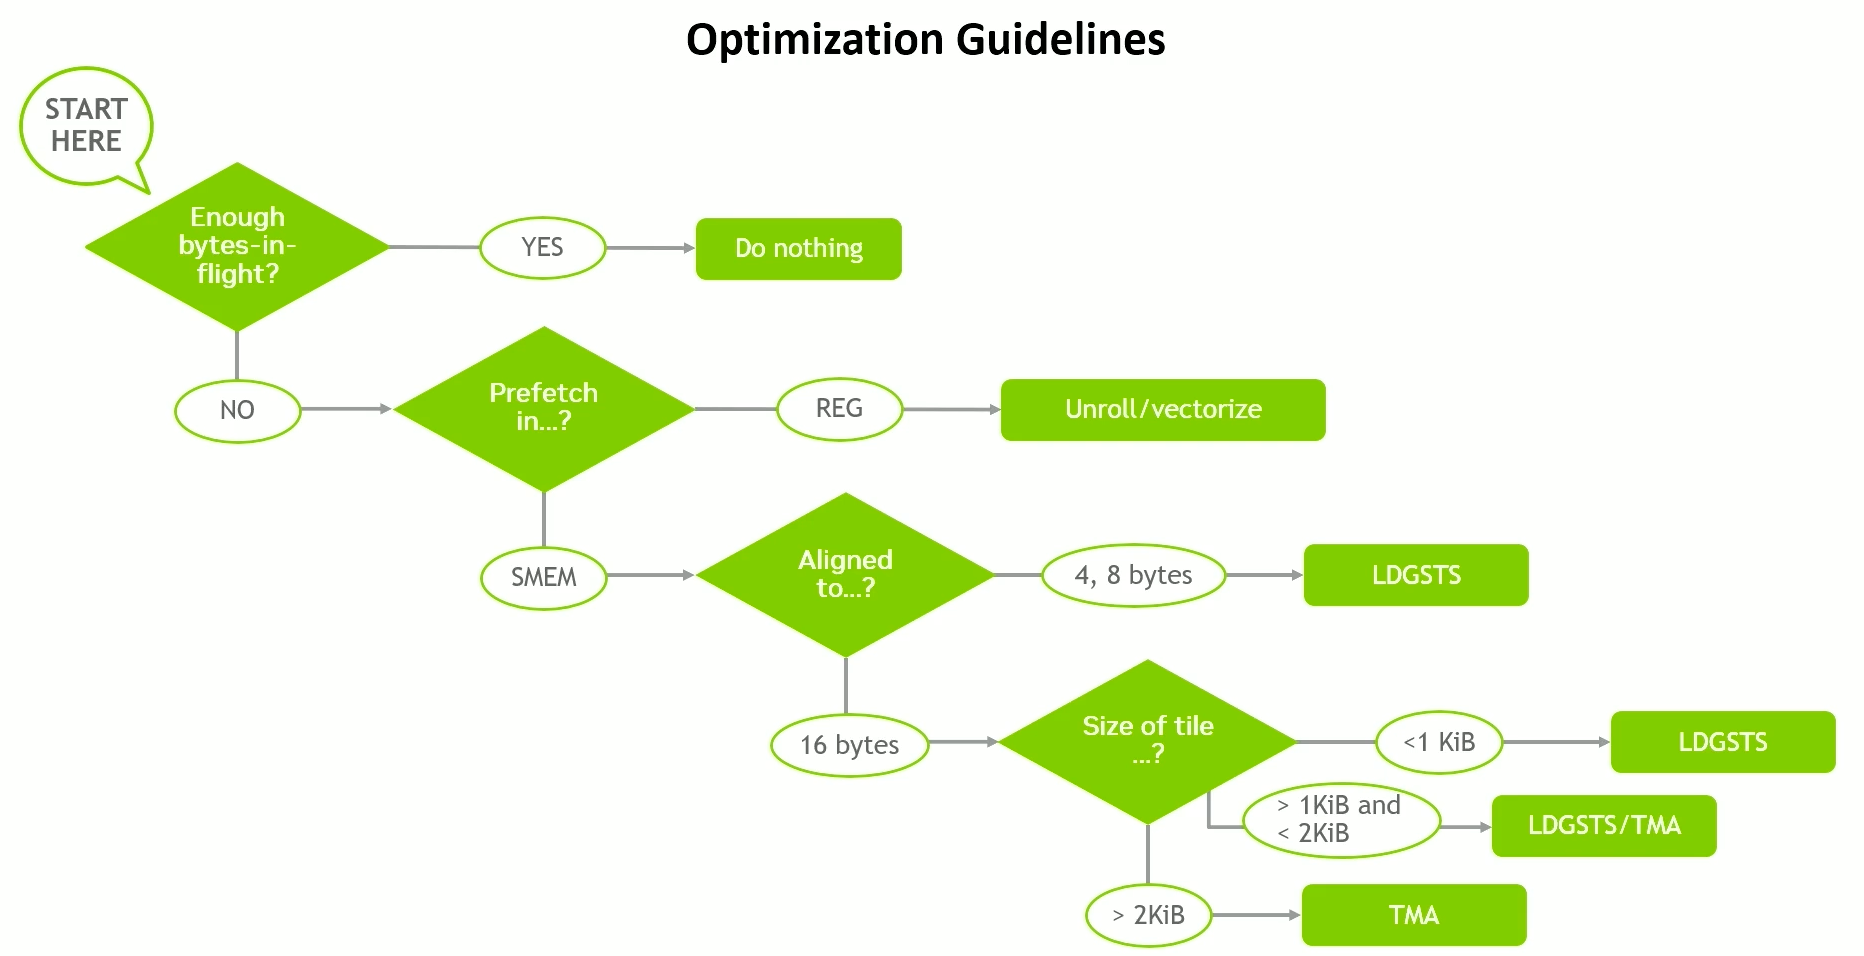 Optimization Guidelines
START
HERE
Enough
bytes-in-
flight?
YES
Do nothing
NO
Prefetch
in...?
REG
Unroll/vectorize
SMEM
Aligned
to...?
4, 8 bytes
LDGSTS
16 bytes
Size of tile
...?
<1 KiB
LDGSTS
> 1KiB and
< 2KiB
LDGSTS/TMA
> 2KiB
TMA